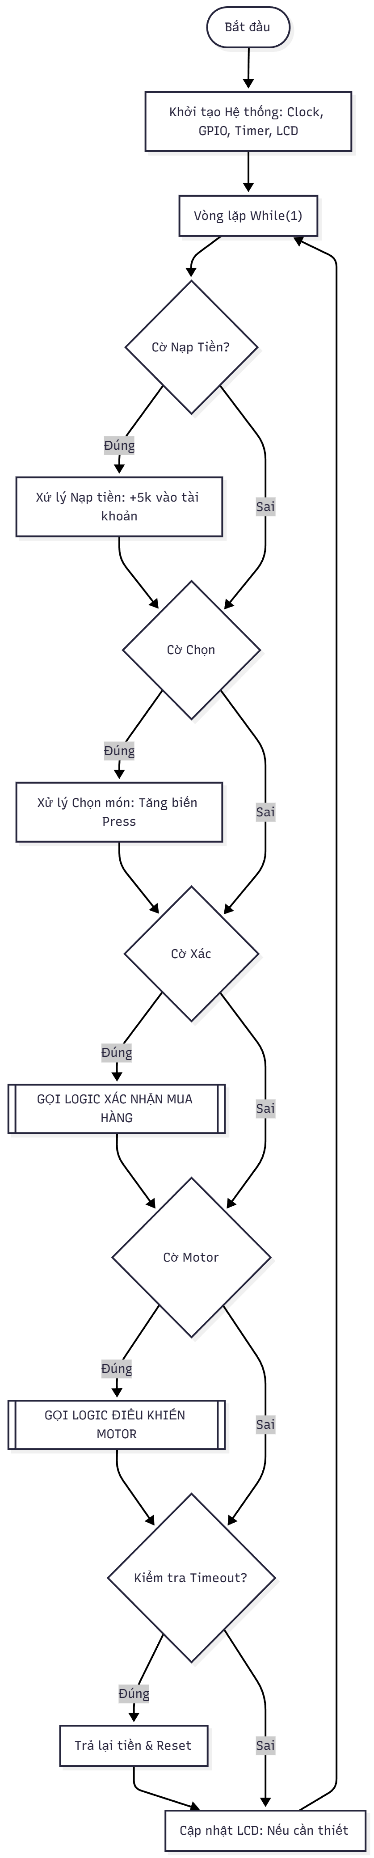 Bắt đầu
Khởi tạo Hệ thống: Clock,
GPIO, Timer, LCD
Vòng lặp While(1)
Cờ Nạp Tiền?
Đúng
Sai
Xử lý Nạp tiền: +5k vào tài
khoản
Cờ Chọn
Đúng
Sai
Xử lý Chọn món: Tăng biến
Press
Cờ Xác
Đúng
Sai
GỌI LOGIC XÁC NHẬN MUA
HÀNG
Cờ Motor
Đúng
Sai
GỌI LOGIC ĐIỀU KHIỂN
MOTOR
Kiểm tra Timeout?
Đúng
Sai
Trả lại tiền & Reset
Cập nhật LCD: Nếu cần thiết